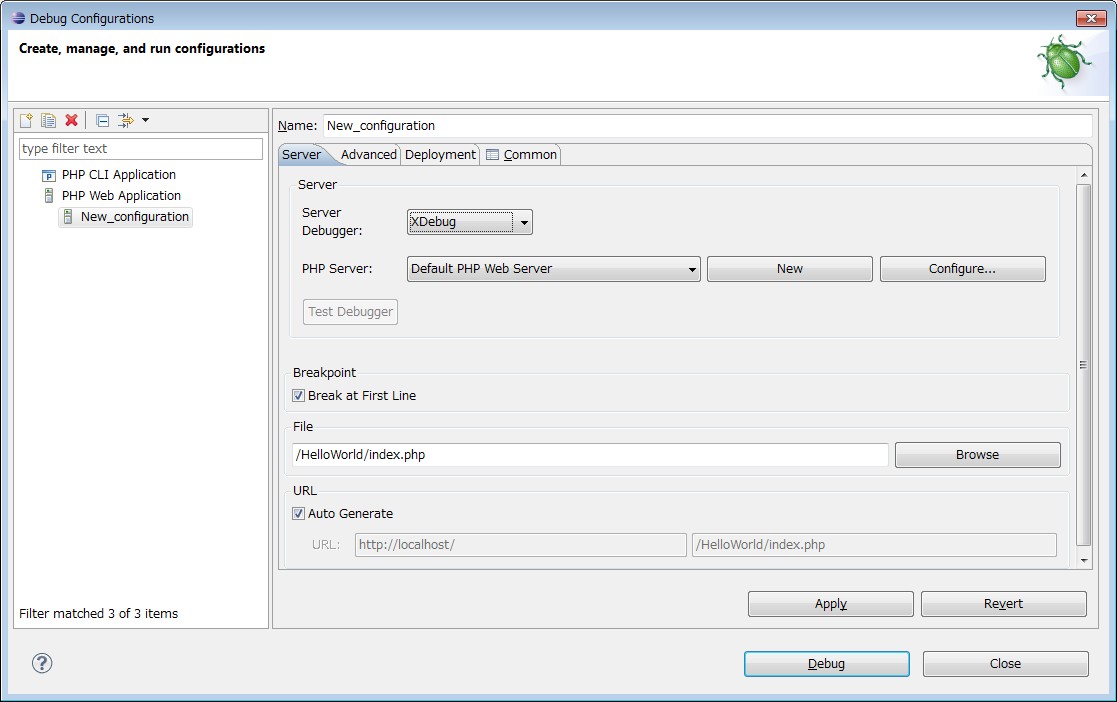 Debug Configurations
Create, manage, and run configurations
type filter text
PHP CLI Application
PHP Web Application
New_configuration
Filter matched 3 of 3 items
Name: New_configuration
Server Advanced Deployment Common
Server
Server
Debugger:
XDebug
PHP Server: Default PHP Web Server New Configure...
Test Debugger
Breakpoint
Break at First Line
File
/HelloWorld/index.php Browse
URL
Auto Generate
URL: http://localhost/ /HelloWorld/index.php
Apply Revert
? Debug Close